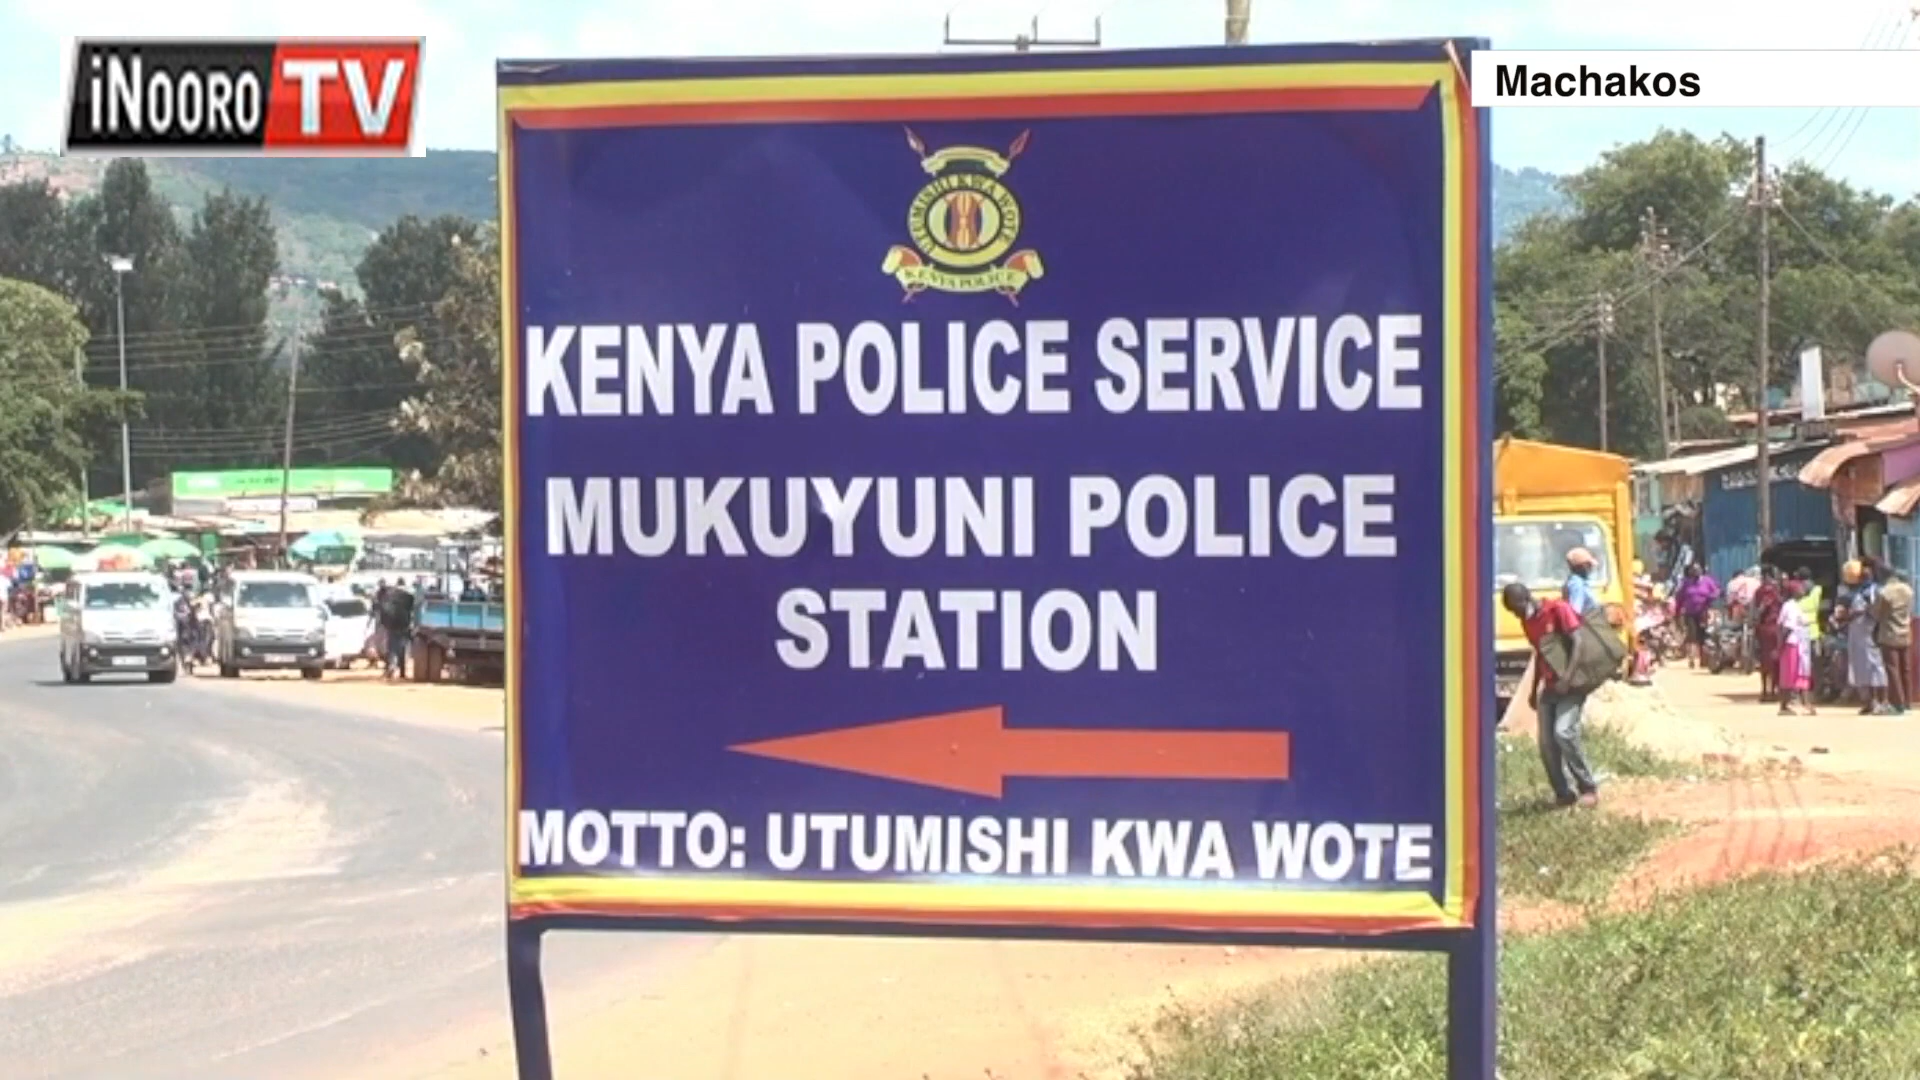 iNOORO TV
Machakos
UTUMISHI KWA WOTE
KENYA POLICE
KENYA POLICE SERVICE
MUKUYUNI POLICE
STATION
MOTTO: UTUMISHI KWA WOTE